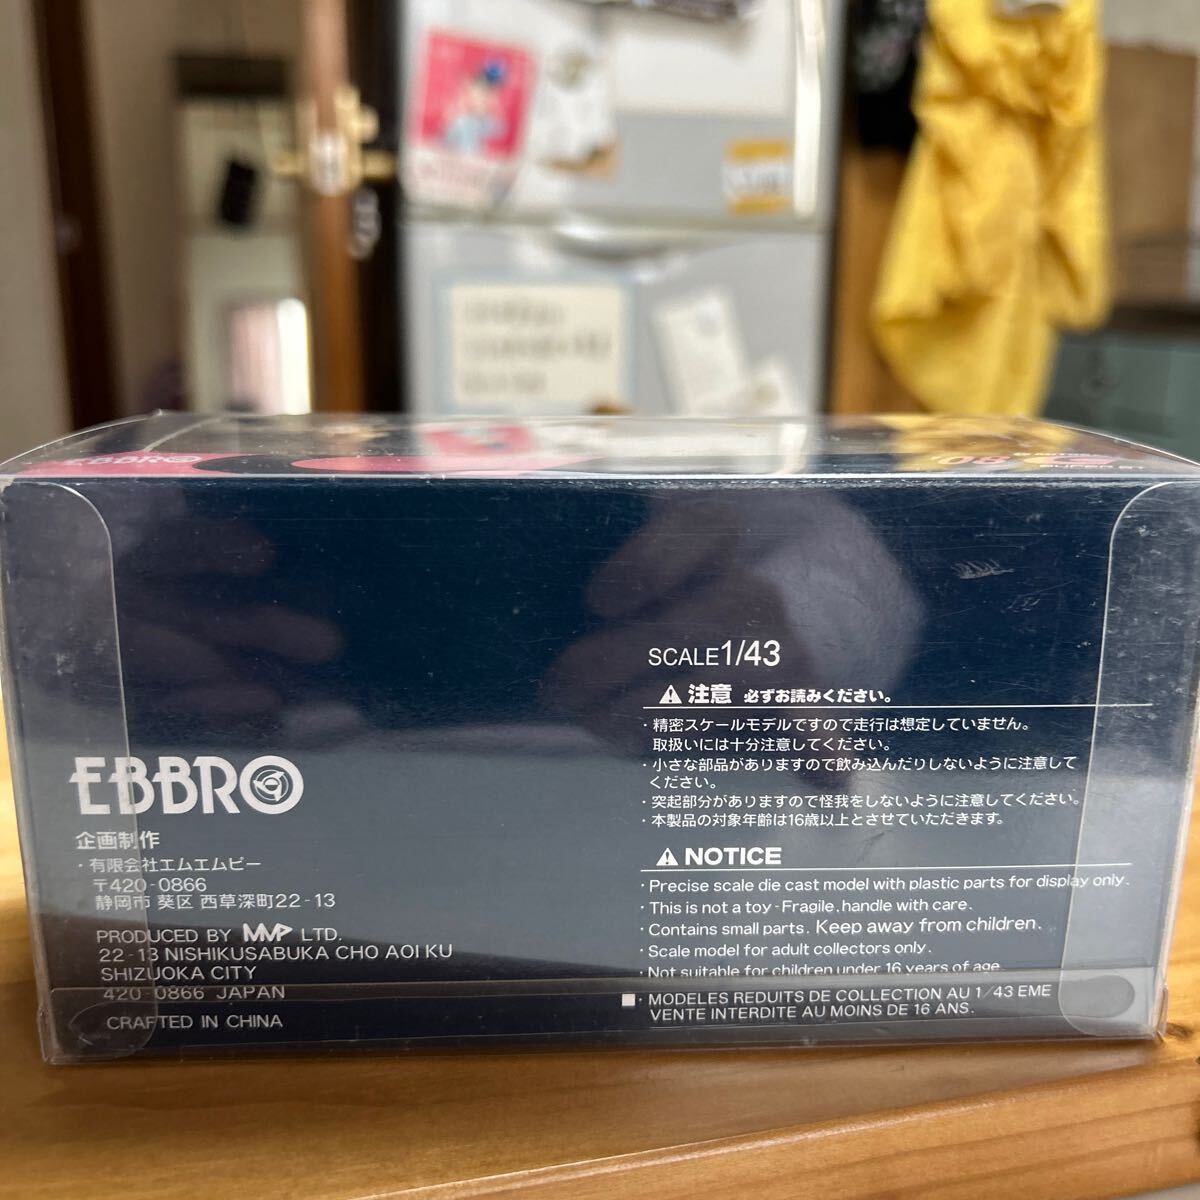 EBBRO
SCALE1/43
注意 必ずお読みください。
・精密スケールモデルですので走行は想定していません。
取扱いには十分注意してください。
・小さな部品がありますので飲み込んだりしないように注意して
ください。
・突起部分がありますので怪我をしないように注意してください。
・本製品の対象年齢は16歳以上とさせていただきます。
NOTICE
・Precise scale die cast model with plastic parts for display only.
・This is not a toy-Fragile, handle with care.
・Contains small parts. Keep away from children.
・Scale model for adult collectors only.
・Not suitable for children under 16 years of age.
■・MODELES REDUITS DE COLLECTION AU 1/43 EME
VENTE INTERDITE AU MOINS DE 16 ANS.
EBBRO
企画制作
・有限会社エムエムピー
〒420-0866
静岡市 葵区 西草深町22-13
PRODUCED BY MMP LTD.
22-13 NISHIKUSABUKA CHO AOI KU
SHIZUOKA CITY
420-0866 JAPAN
CRAFTED IN CHINA